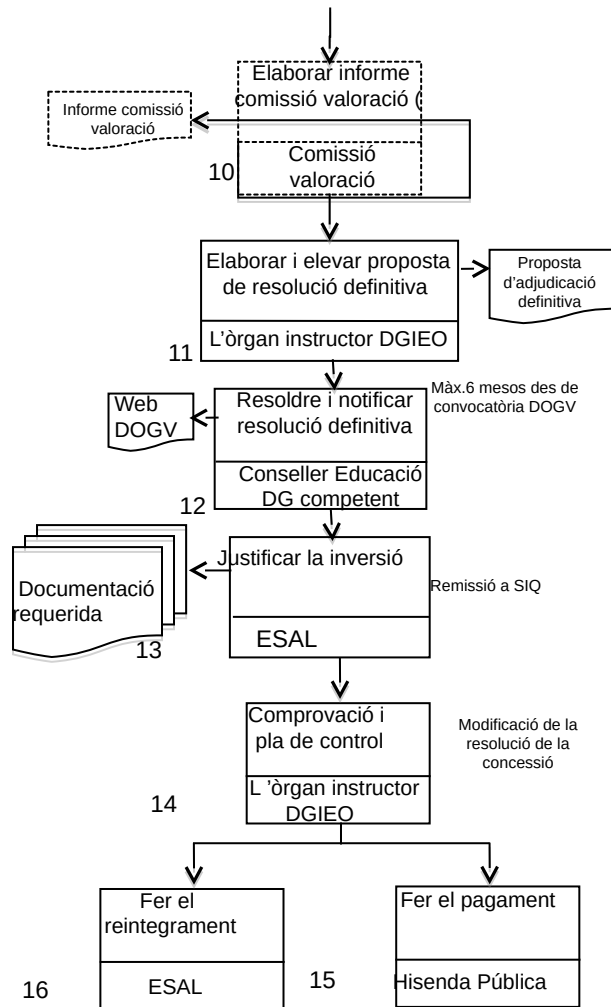 Elaborar informe
comissió valoració (
Informe comissió
valoració
Comissió
valoració
10
Elaborar i elevar proposta
de resolució definitiva
Proposta
d'adjudicació
definitiva
L'òrgan instructor DGIEO
11
Màx.6 mesos des de
convocatòria DOGV
Web
DOGV
Resoldre i notificar
resolució definitiva
Conseller Educació
DG competent
12
Justificar la inversió
Documentació
requerida
Remissió a SIQ
ESAL
13
Comprovació i
pla de control
Modificació de la
resolució de la
concessió
L 'òrgan instructor
DGIEO
14
Fer el
reintegrament
Fer el pagament
ESAL
16
15
Hisenda Pública